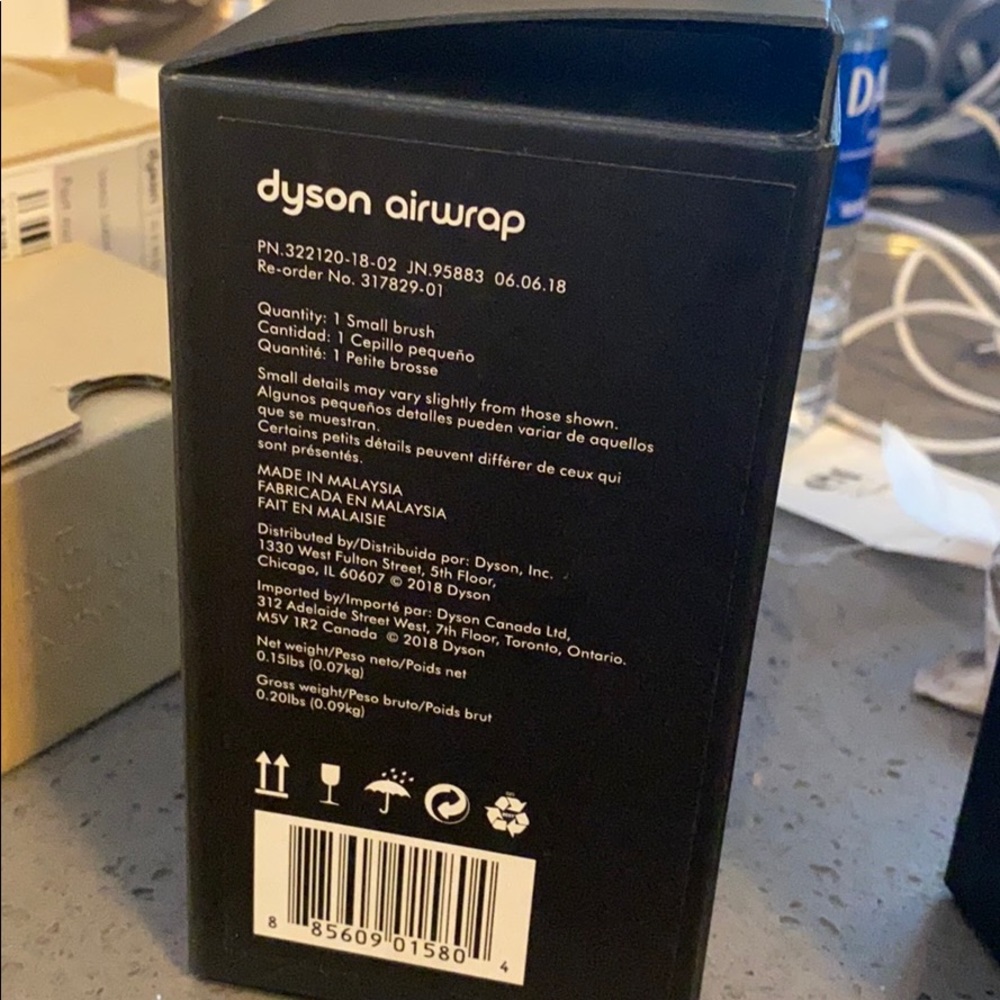 dyson airwrap
PN.322120-18-02 JN.95883 06.06.18
Re-order No. 317829-01
Quantity: 1 Small brush
Cantidad: 1 Cepillo pequeño
Quantité: 1 Petite brosse
Small details may vary slightly from those shown.
Algunos pequeños detalles pueden variar de aquellos
que se muestran.
Certains petits détails peuvent différer de ceux qui
sont présentés.
MADE IN MALAYSIA
FABRICADA EN MALAYSIA
FAIT EN MALAISIE
Distributed by/Distribuida por: Dyson, Inc.
1330 West Fulton Street, 5th Floor,
Chicago, IL 60607 © 2018 Dyson
Imported by/Importé par: Dyson Canada Ltd,
312 Adelaide Street West, 7th Floor, Toronto, Ontario.
M5V 1R2 Canada © 2018 Dyson
Net weight/Peso neto/Poids net
0.15lbs (0.07kg)
Gross weight/Peso bruto/Poids brut
0.20lbs (0.09kg)
8 85609 01580 4